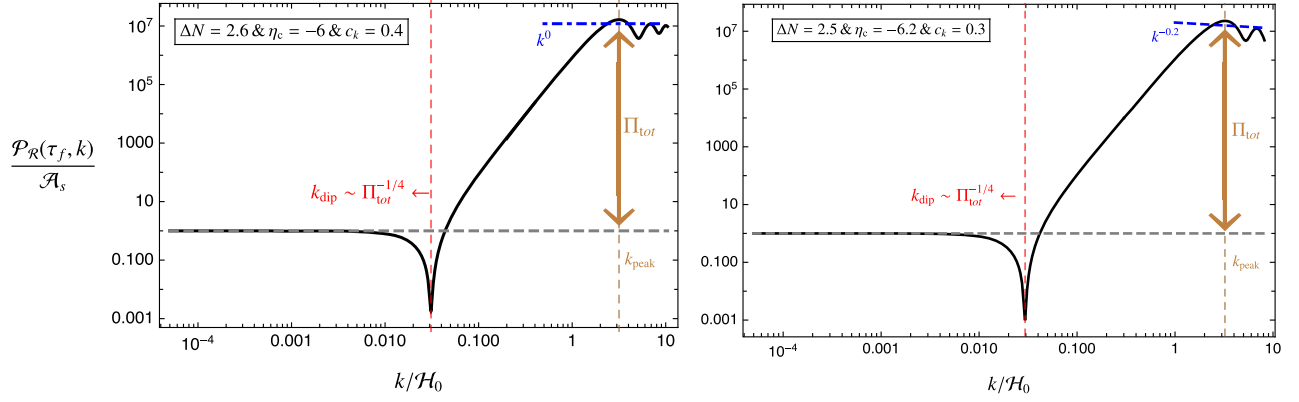 ΔN = 2.6 & η_c = −6 & c_k = 0.4
10^7
10^5
1000
10
0.100
0.001
P_R(τ_f, k)
A_s
k^0
Π_tot
k_dip ∼ Π_tot^{−1/4} ←
k_peak
10^{−4}
0.001
0.010
0.100
1
10
k/H_0
ΔN = 2.5 & η_c = −6.2 & c_k = 0.3
10^7
10^5
1000
10
0.100
0.001
k^{−0.2}
Π_tot
k_dip ∼ Π_tot^{−1/4} ←
k_peak
10^{−4}
0.001
0.010
0.100
1
10
k/H_0